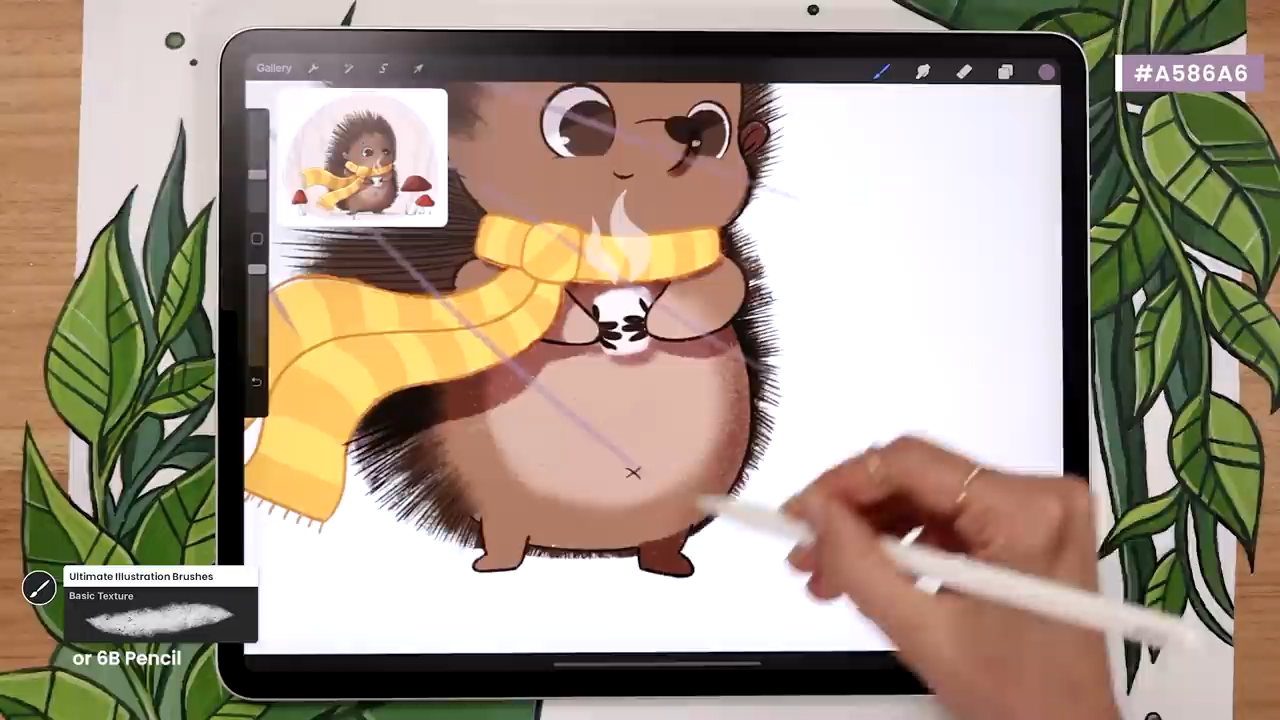 Gallery
#A586A6
Ultimate Illustration Brushes
Basic Texture
or 6B Pencil